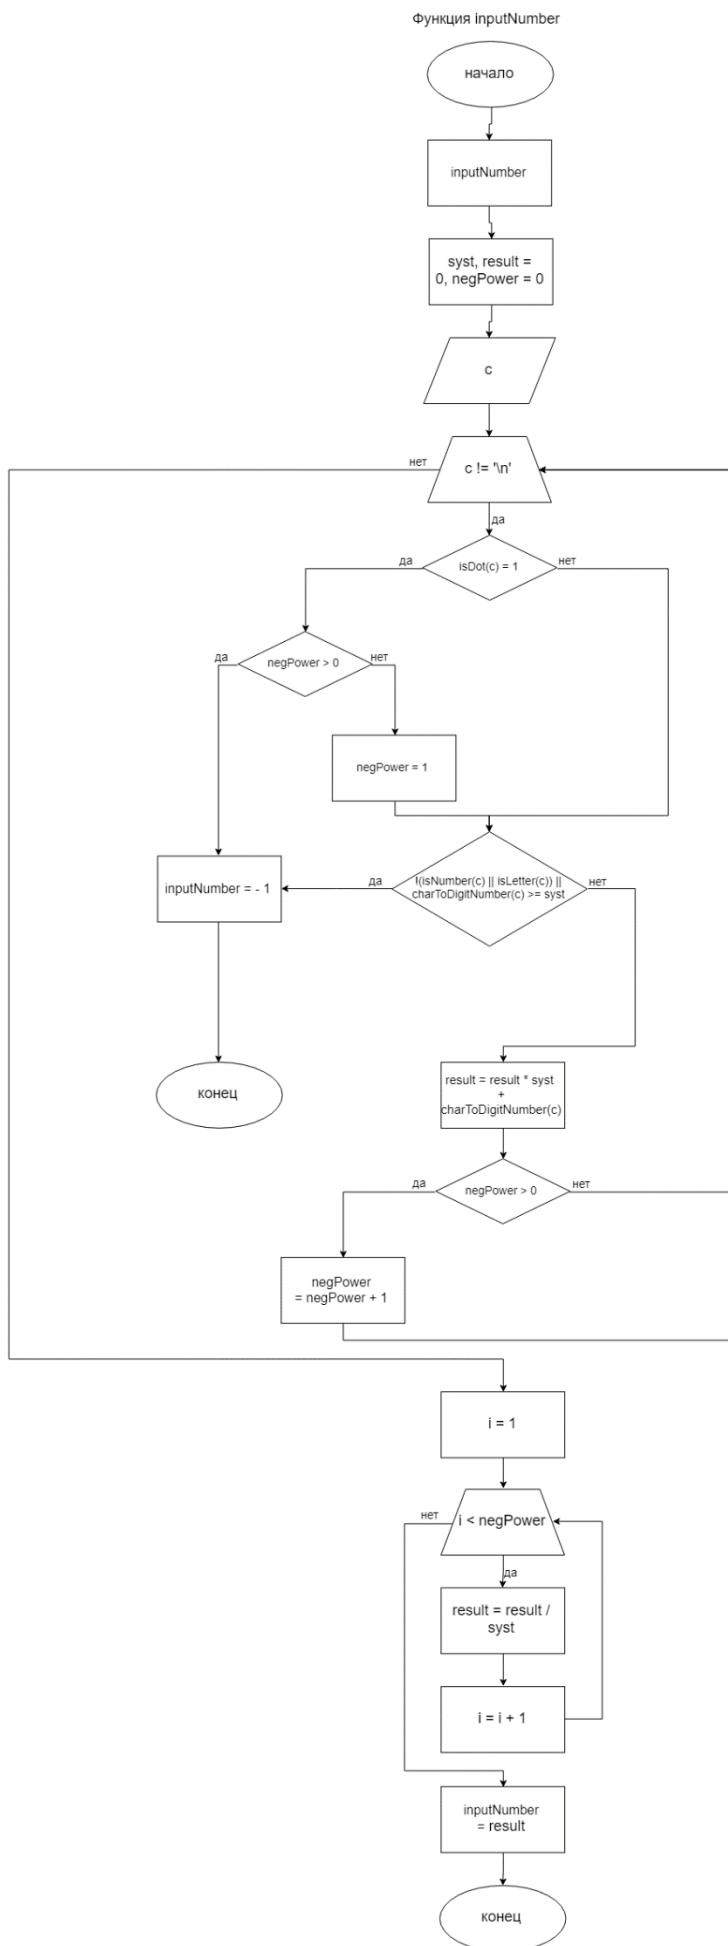 Функция inputNumber
начало
inputNumber
syst, result =
0, negPower = 0
c
нет
c != '\n'
да
да
isDot(c) = 1
нет
да
negPower > 0
нет
negPower = 1
inputNumber = - 1
да
!(isNumber(c) || isLetter(c)) ||
charToDigitNumber(c) >= syst
нет
конец
result = result * syst
+
charToDigitNumber(c)
да
negPower > 0
нет
negPower
= negPower + 1
i = 1
нет
i < negPower
да
result = result /
syst
i = i + 1
inputNumber
= result
конец